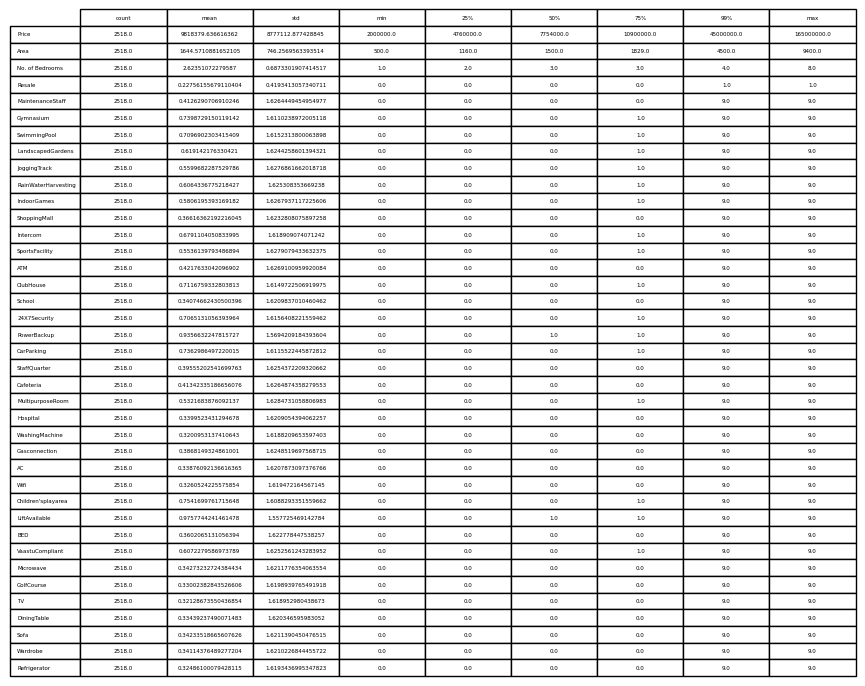 count mean std min 25% 50% 75% 99% max
Price 2518.0 9818379.636616362 8777112.877428845 2000000.0 4760000.0 7754000.0 10900000.0 45000000.0 165000000.0
Area 2518.0 1644.5710881652105 746.2569563393514 500.0 1160.0 1500.0 1829.0 4500.0 9400.0
No. of Bedrooms 2518.0 2.62351072279587 0.6873301907414517 1.0 2.0 3.0 3.0 4.0 8.0
Resale 2518.0 0.22756155679110404 0.4193413057340711 0.0 0.0 0.0 0.0 1.0 1.0
MaintenanceStaff 2518.0 0.4126290706910246 1.6264449454954977 0.0 0.0 0.0 0.0 9.0 9.0
Gymnasium 2518.0 0.7398729150119142 1.6110238972005118 0.0 0.0 0.0 1.0 9.0 9.0
SwimmingPool 2518.0 0.7096902303415409 1.6152313800063898 0.0 0.0 0.0 1.0 9.0 9.0
LandscapedGardens 2518.0 0.619142176330421 1.6244258601394321 0.0 0.0 0.0 1.0 9.0 9.0
JoggingTrack 2518.0 0.5599682287529786 1.6276861662018718 0.0 0.0 0.0 1.0 9.0 9.0
RainWaterHarvesting 2518.0 0.6064336775218427 1.625308353669238 0.0 0.0 0.0 1.0 9.0 9.0
IndoorGames 2518.0 0.5806195393169182 1.6267937117225606 0.0 0.0 0.0 1.0 9.0 9.0
ShoppingMall 2518.0 0.36616362192216045 1.6232808075897258 0.0 0.0 0.0 0.0 9.0 9.0
Intercom 2518.0 0.6791104050833995 1.618909074071242 0.0 0.0 0.0 1.0 9.0 9.0
SportsFacility 2518.0 0.5536139793486894 1.6279079433632375 0.0 0.0 0.0 1.0 9.0 9.0
ATM 2518.0 0.4217633042096902 1.6269100959920084 0.0 0.0 0.0 0.0 9.0 9.0
ClubHouse 2518.0 0.7116759332803813 1.6149722506919975 0.0 0.0 0.0 1.0 9.0 9.0
School 2518.0 0.34074662430500396 1.6209837010460462 0.0 0.0 0.0 0.0 9.0 9.0
24X7Security 2518.0 0.7065131056393964 1.6156408221559462 0.0 0.0 0.0 1.0 9.0 9.0
PowerBackup 2518.0 0.9356632247815727 1.5694209184393604 0.0 0.0 1.0 1.0 9.0 9.0
CarParking 2518.0 0.7362986497220015 1.6115522445872812 0.0 0.0 0.0 1.0 9.0 9.0
StaffQuarter 2518.0 0.39555202541699763 1.6254372209320662 0.0 0.0 0.0 0.0 9.0 9.0
Cafeteria 2518.0 0.41342335186656076 1.6264874358279553 0.0 0.0 0.0 0.0 9.0 9.0
MultipurposeRoom 2518.0 0.5321683876092137 1.6284731058806983 0.0 0.0 0.0 1.0 9.0 9.0
Hospital 2518.0 0.3399523431294678 1.6209054394062257 0.0 0.0 0.0 0.0 9.0 9.0
WashingMachine 2518.0 0.3200953137410643 1.6188209653597403 0.0 0.0 0.0 0.0 9.0 9.0
Gasconnection 2518.0 0.3868149324861001 1.6248519697568715 0.0 0.0 0.0 0.0 9.0 9.0
AC 2518.0 0.33876092136616365 1.6207873097376766 0.0 0.0 0.0 0.0 9.0 9.0
Wifi 2518.0 0.3260524225575854 1.619472164567145 0.0 0.0 0.0 0.0 9.0 9.0
Children'splayarea 2518.0 0.7541699761715648 1.6088293351559662 0.0 0.0 0.0 1.0 9.0 9.0
LiftAvailable 2518.0 0.9757744241461478 1.557725469142784 0.0 0.0 1.0 1.0 9.0 9.0
BED 2518.0 0.3602065131056394 1.622778447538257 0.0 0.0 0.0 0.0 9.0 9.0
VaastuCompliant 2518.0 0.6072279586973789 1.6252561243283952 0.0 0.0 0.0 1.0 9.0 9.0
Microwave 2518.0 0.34273232724384434 1.6211776354063554 0.0 0.0 0.0 0.0 9.0 9.0
GolfCourse 2518.0 0.33002382843526606 1.6198939765491918 0.0 0.0 0.0 0.0 9.0 9.0
TV 2518.0 0.32128673550436854 1.618952980438673 0.0 0.0 0.0 0.0 9.0 9.0
DiningTable 2518.0 0.33439237490071483 1.620346595983052 0.0 0.0 0.0 0.0 9.0 9.0
Sofa 2518.0 0.34233518665607626 1.6211390450476515 0.0 0.0 0.0 0.0 9.0 9.0
Wardrobe 2518.0 0.34114376489277204 1.6210226844455722 0.0 0.0 0.0 0.0 9.0 9.0
Refrigerator 2518.0 0.32486100079428115 1.6193436995347823 0.0 0.0 0.0 0.0 9.0 9.0